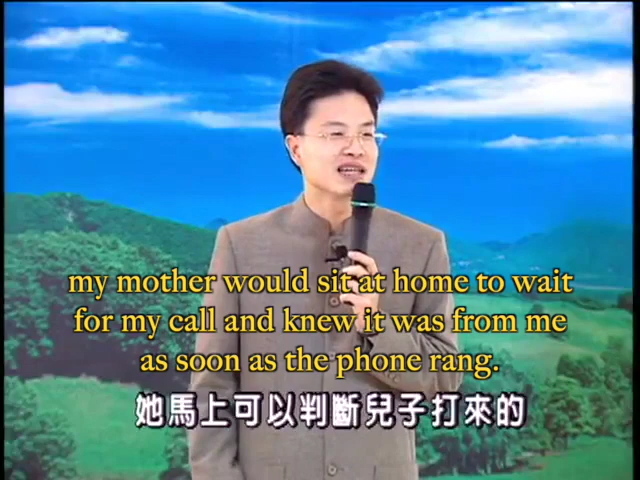 my mother would sit at home to wait
for my call and knew it was from me
as soon as the phone rang.
她馬上可以判斷兒子打來的